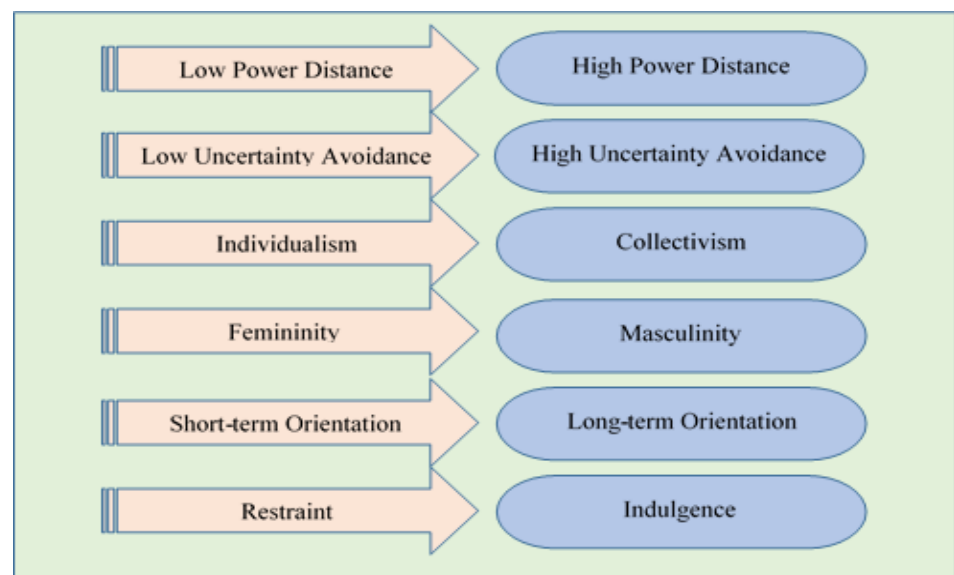 Low Power Distance
High Power Distance
Low Uncertainty Avoidance
High Uncertainty Avoidance
Individualism
Collectivism
Femininity
Masculinity
Short-term Orientation
Long-term Orientation
Restraint
Indulgence